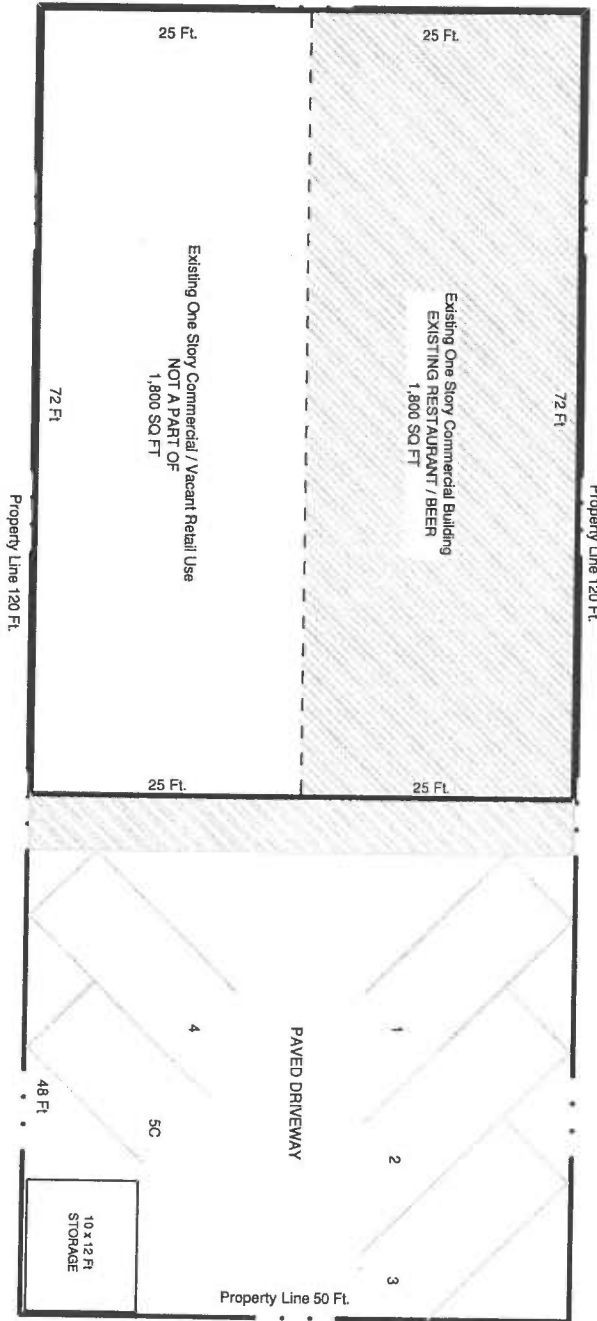 25 Ft.
25 Ft.
Existing One Story Commercial / Vacant Retail Use
NOT A PART OF
1,800 SQ FT
Existing One Story Commercial Building
EXISTING RESTAURANT / BEER
1,800 SQ FT
72 Ft
72 Ft
Property Line 120 Ft.
Property Line 120 Ft.
25 Ft.
25 Ft.
4
1
PAVED DRIVEWAY
5C
2
48 Ft
3
10 x 12 Ft
STORAGE
Property Line 50 Ft.